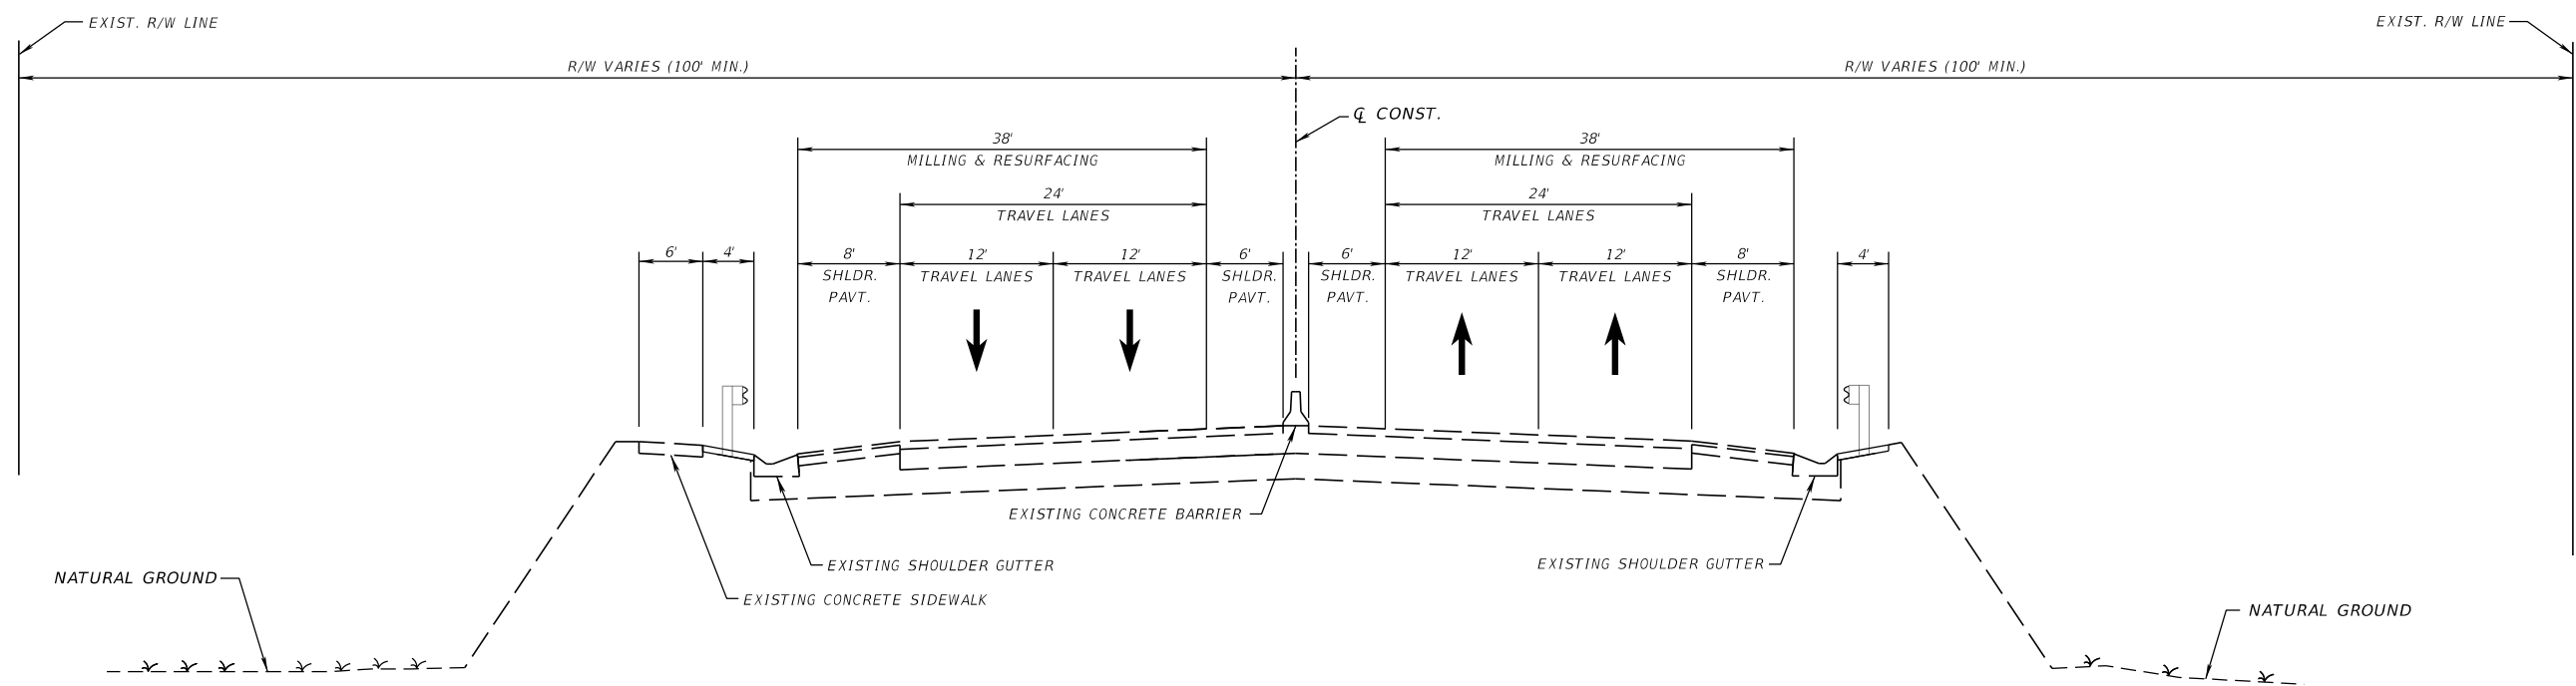 EXIST. R/W LINE
EXIST. R/W LINE
R/W VARIES (100' MIN.)
R/W VARIES (100' MIN.)
℄ CONST.
38'
MILLING & RESURFACING
38'
MILLING & RESURFACING
24'
TRAVEL LANES
24'
TRAVEL LANES
6'
4'
8'
SHLDR.
PAVT.
12'
TRAVEL LANES
12'
TRAVEL LANES
6'
SHLDR.
PAVT.
6'
SHLDR.
PAVT.
12'
TRAVEL LANES
12'
TRAVEL LANES
8'
SHLDR.
PAVT.
4'
EXISTING CONCRETE BARRIER
EXISTING SHOULDER GUTTER
EXISTING SHOULDER GUTTER
NATURAL GROUND
EXISTING CONCRETE SIDEWALK
NATURAL GROUND